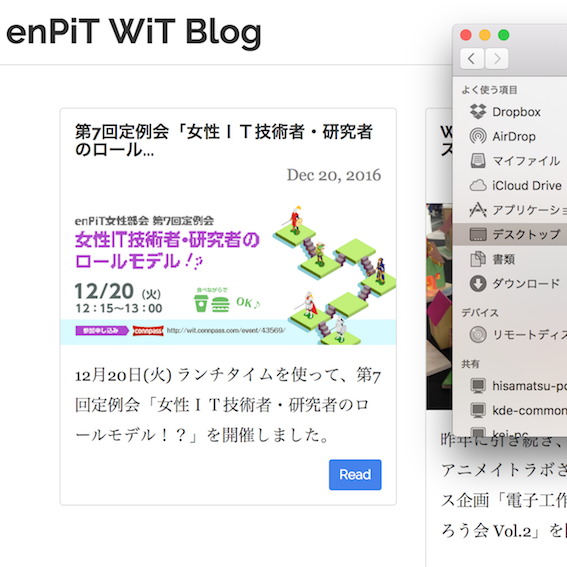 enPiT WiT Blog
第7回定例会「女性ＩＴ技術者・研究者
のロール...
Dec 20, 2016
enPiT女性部会 第7回定例会
女性IT技術者・研究者の
ロールモデル！？
12/20 (火)
12：15〜13：00
食べながらで
OK♪
参加申し込み connpass http://wit.connpass.com/event/43569/
12月20日(火) ランチタイムを使って、第7
回定例会「女性ＩＴ技術者・研究者のロ
ールモデル！？」を開催しました。
Read
W
ス
昨年に引き続き、
アニメイトラボさ
ス企画「電子工作
ろう会 Vol.2」を
よく使う項目
Dropbox
AirDrop
マイファイル
iCloud Drive
アプリケーショ
デスクトップ
書類
ダウンロード
デバイス
リモートディス
共有
hisamatsu-pc
kde-common
kei-pc